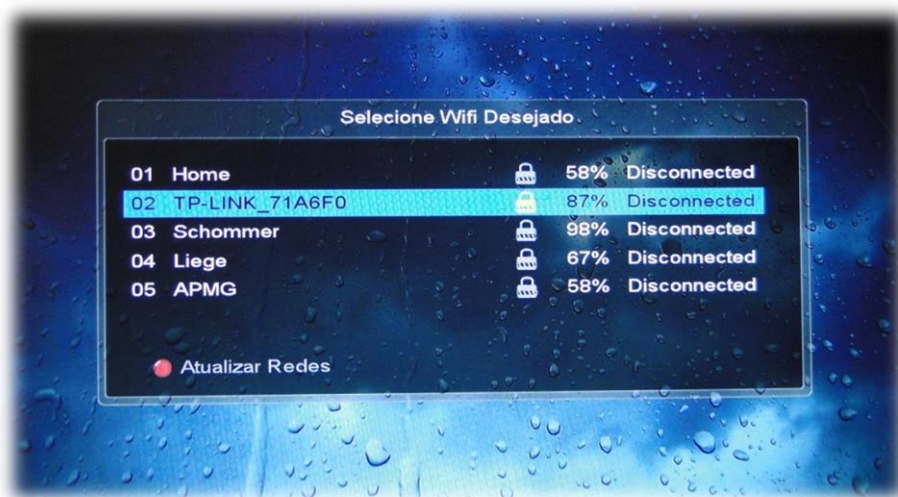 Selecione Wifi Desejado
01 Home 58% Disconnected
02 TP-LINK_71A6F0 87% Disconnected
03 Schommer 98% Disconnected
04 Liege 67% Disconnected
05 APMG 58% Disconnected
Atualizar Redes